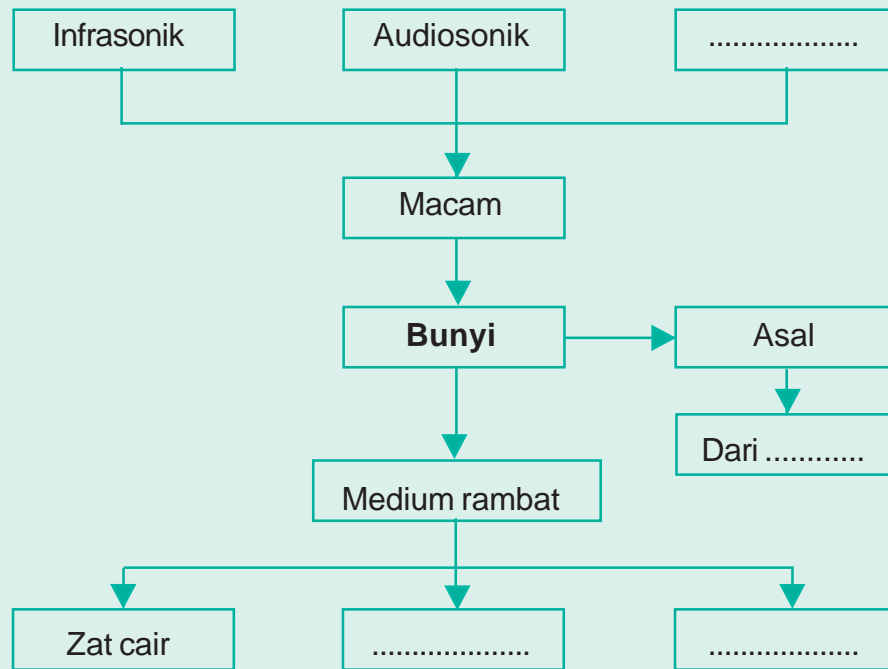 Infrasonik
Audiosonik
...................
Macam
Bunyi
Asal
Dari ............
Medium rambat
Zat cair
...................
...................